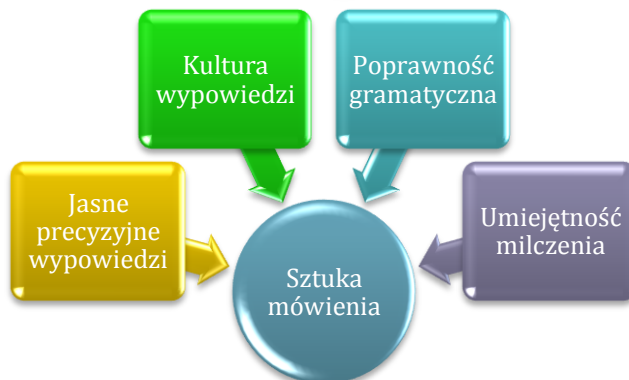 Kultura
wypowiedzi
Poprawność
gramatyczna
Jasne
precyzyjne
wypowiedzi
Umiejętność
milczenia
Sztuka
mówienia